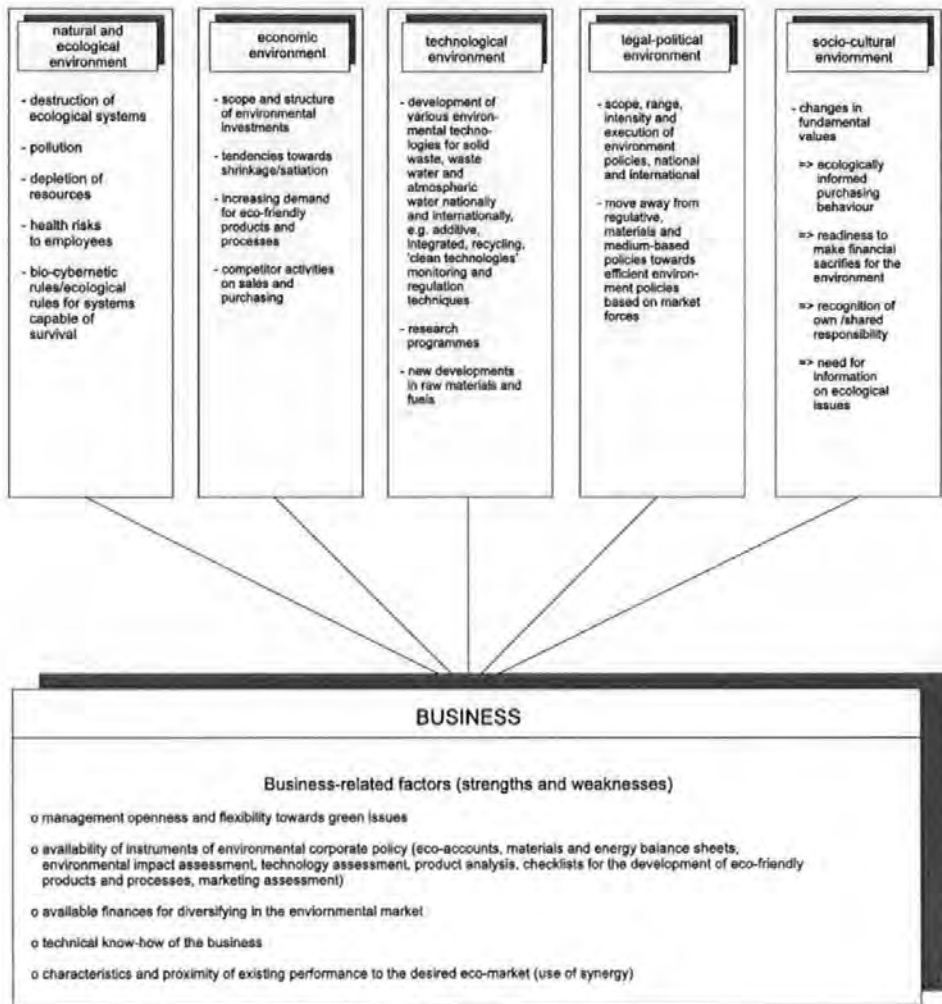 natural and
ecological
environment
- destruction of
ecological systems
- pollution
- depletion of
resources
- health risks
to employees
- bio-cybernetic
rules/ecological
rules for systems
capable of
survival
economic
environment
- scope and structure
of environmental
investments
- tendencies towards
shrinkage/satiation
- increasing demand
for eco-friendly
products and
processes
- competitor activities
on sales and
purchasing
technological
environment
- development of
various environ-
mental techno-
logies for solid
waste, waste
water and
atmospheric
water nationally
and internationally,
e.g. additive,
integrated, recycling,
'clean technologies'
monitoring and
regulation
techniques
- research
programmes
- new developments
in raw materials and
fuels
legal-political
environment
- scope, range,
intensity and
execution of
environment
policies, national
and international
- move away from
regulative,
materials and
medium-based
policies towards
efficient environ-
ment policies
based on market
forces
socio-cultural
enviornment
- changes in
fundamental
values
=> ecologically
informed
purchasing
behaviour
=> readiness to
make financial
sacrifies for the
environment
=> recognition of
own /shared
responsibility
=> need for
information
on ecological
issues
BUSINESS
Business-related factors (strengths and weaknesses)
o management openness and flexibility towards green issues
o availability of instruments of environmental corporate policy (eco-accounts, materials and energy balance sheets,
environmental impact assessment, technology assessment, product analysis, checklists for the development of eco-friendly
products and processes, marketing assessment)
o available finances for diversifying in the enviornmental market
o technical know-how of the business
o characteristics and proximity of existing performance to the desired eco-market (use of synergy)